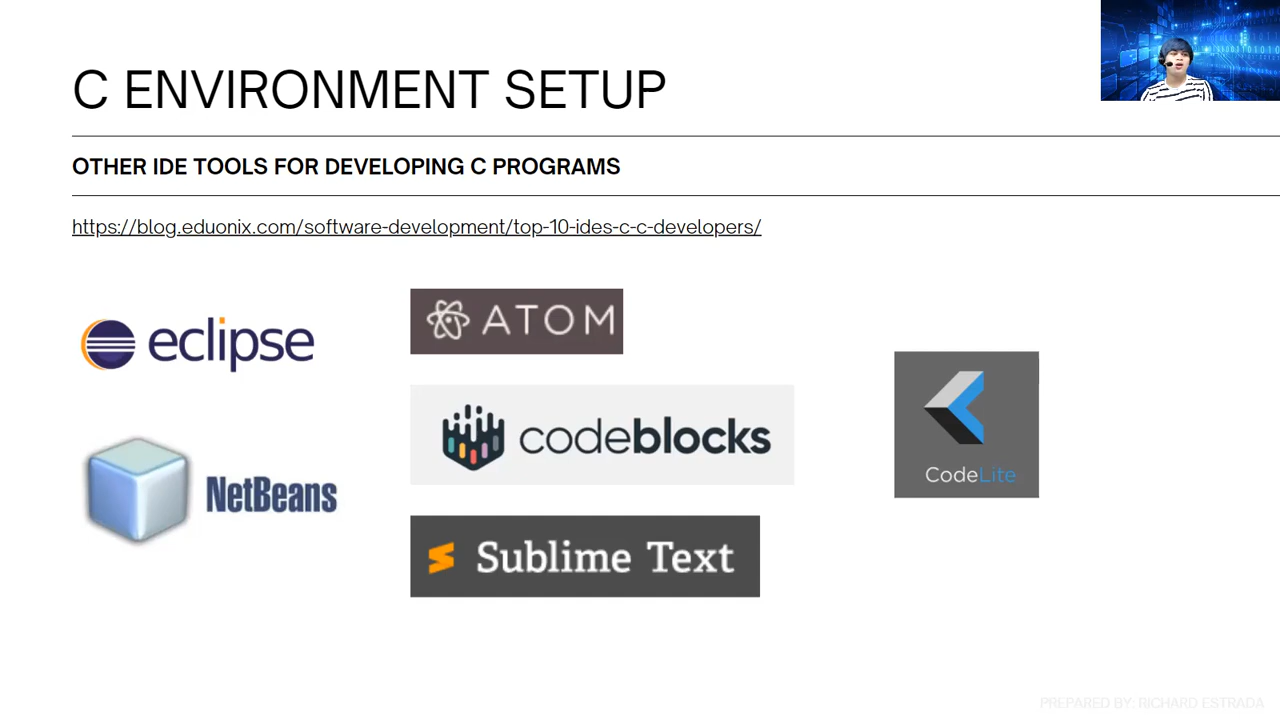 C ENVIRONMENT SETUP
OTHER IDE TOOLS FOR DEVELOPING C PROGRAMS
https://blog.eduonix.com/software-development/top-10-ides-c-c-developers/
eclipse
NetBeans
ATOM
codeblocks
Sublime Text
CodeLite
PREPARED BY: RICHARD ESTRADA